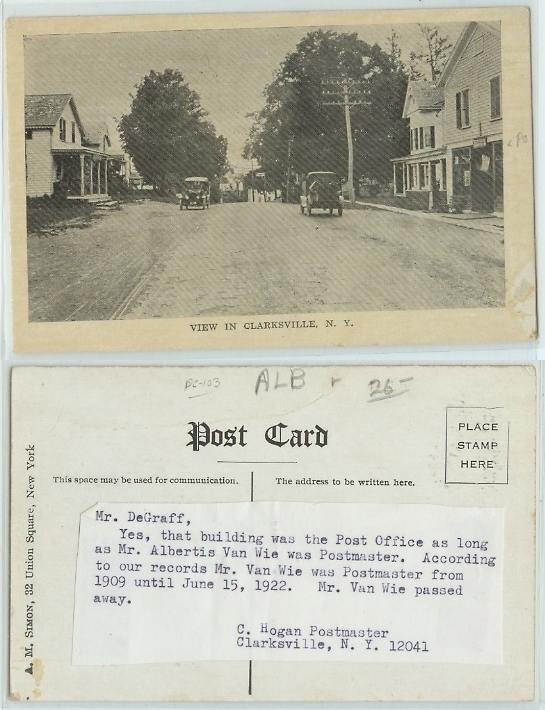 VIEW IN CLARKSVILLE, N. Y.
PC-103
ALB
26-
Post Card
PLACE
STAMP
HERE
This space may be used for communication.
The address to be written here.
A. M. SIMON, 32 Union Square, New York
Mr. DeGraff,
Yes, that building was the Post Office as long
as Mr. Albertis Van Wie was Postmaster. According
to our records Mr. Van Wie was Postmaster from
1909 until June 15, 1922. Mr. Van Wie passed
away.
C. Hogan Postmaster
Clarksville, N. Y. 12041